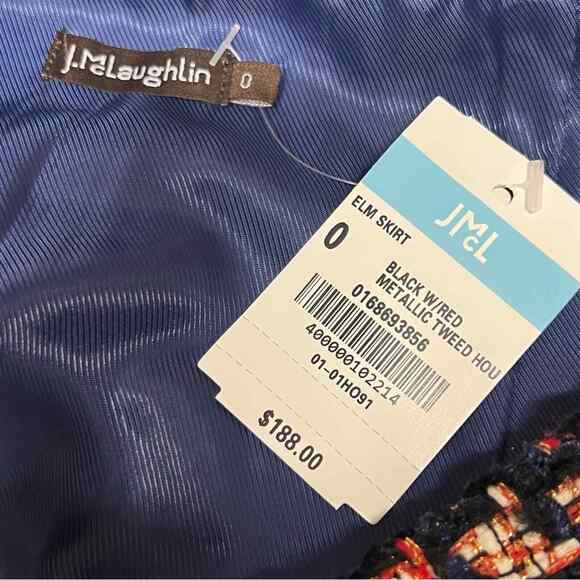 J.McLaughlin
0
JMcL
ELM SKIRT
0
BLACK W/RED
METALLIC TWEED HOU
0168693856
400000102214
01-01HO91
$188.00